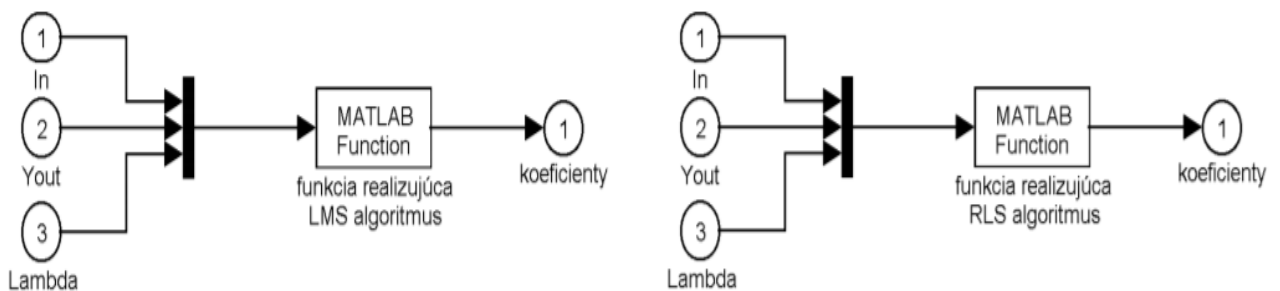 1
In
2
Yout
3
Lambda
MATLAB
Function
funkcia realizujúca
LMS algoritmus
1
koeficienty
1
In
2
Yout
3
Lambda
MATLAB
Function
funkcia realizujúca
RLS algoritmus
1
koeficienty